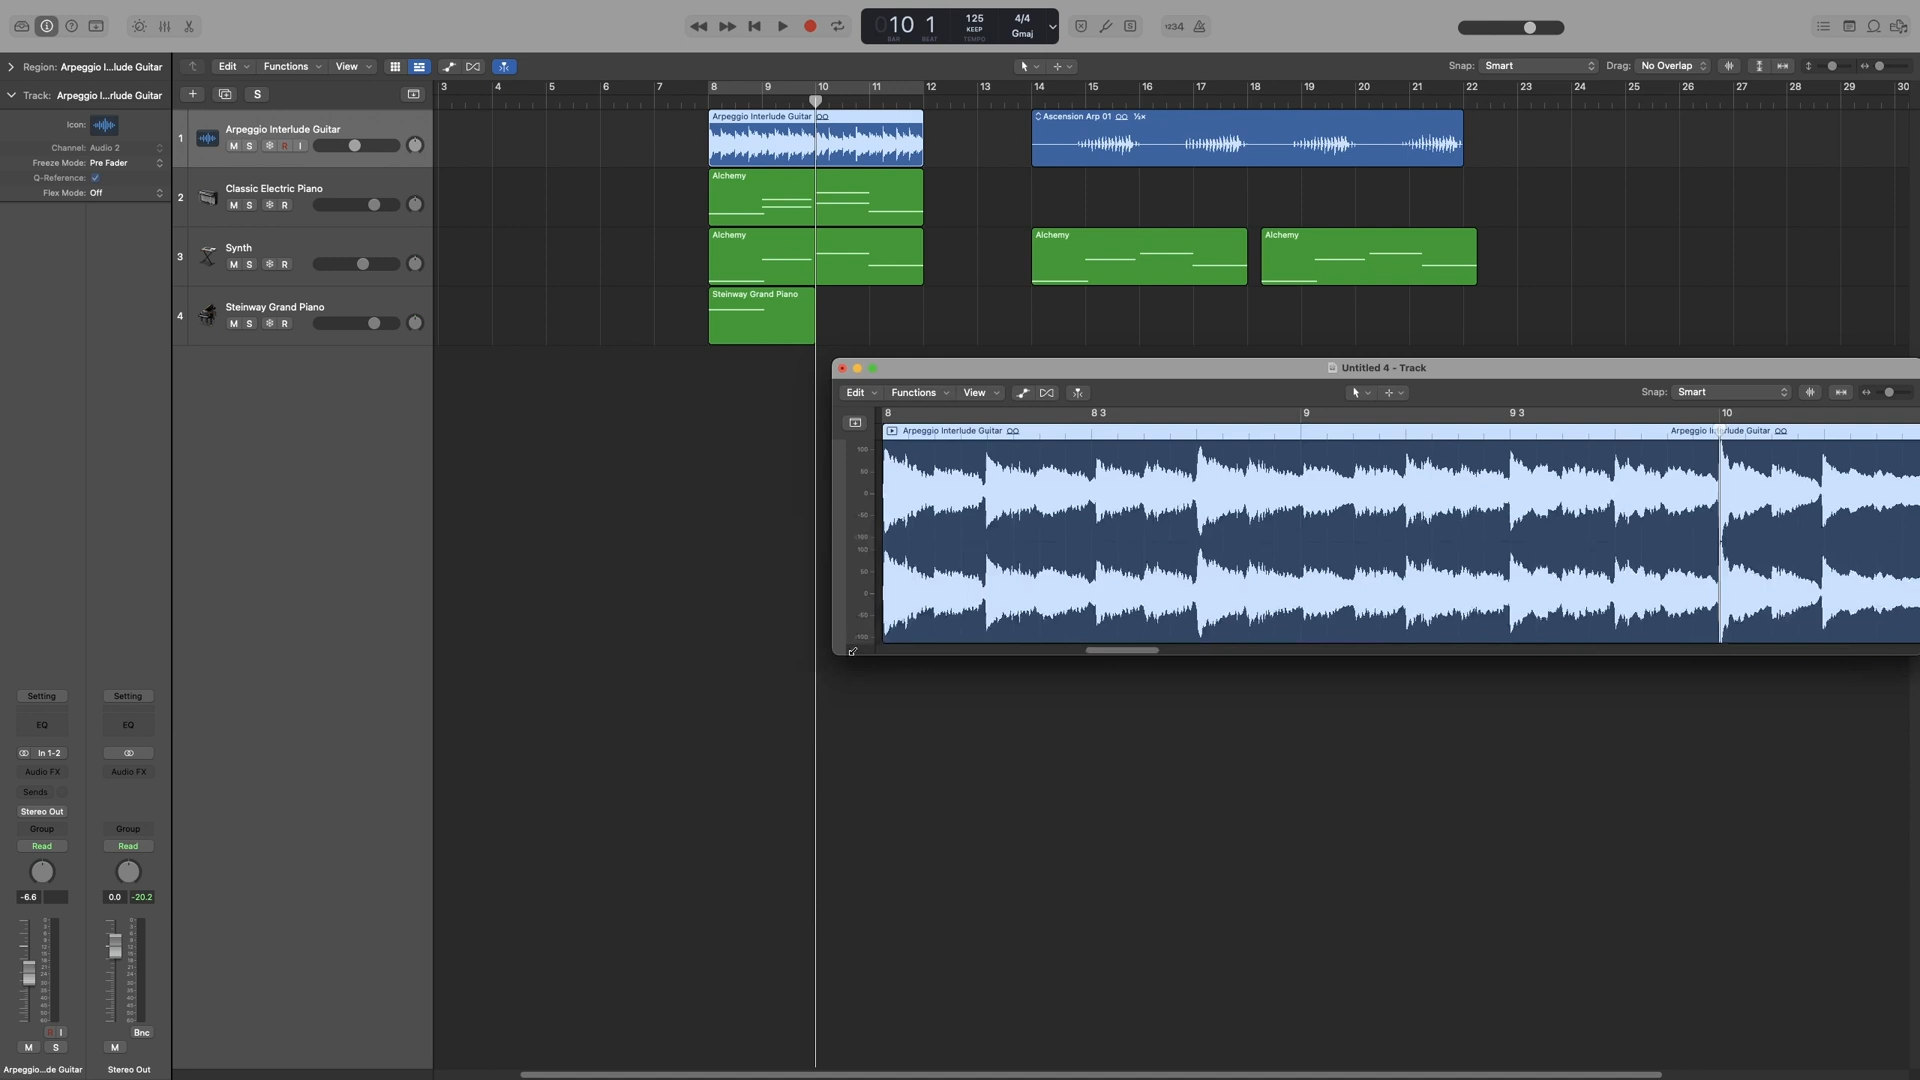 010 1
BAR BEAT
125
KEEP
TEMPO
4/4
Gmaj
1234
Region: Arpeggio I...lude Guitar
Edit Functions View
Snap: Smart
Drag: No Overlap
Track: Arpeggio I...rlude Guitar
S
3 4 5 6 7 8 9 10 11 12 13 14 15 16 17 18 19 20 21 22 23 24 25 26 27 28 29 30
Icon:
Channel: Audio 2
Freeze Mode: Pre Fader
Q-Reference:
Flex Mode: Off
1
Arpeggio Interlude Guitar
M S R I
Arpeggio Interlude Guitar
Ascension Arp 01 ½×
2
Classic Electric Piano
M S R
Alchemy
3
Synth
M S R
Alchemy
Alchemy
Alchemy
4
Steinway Grand Piano
M S R
Steinway Grand Piano
Untitled 4 - Track
Edit Functions View
Snap: Smart
8 8 3 9 9 3 10
Arpeggio Interlude Guitar
Arpeggio Interlude Guitar
100
50
0
-50
-100
100
50
0
-50
-100
Setting Setting
EQ EQ
In 1-2
Audio FX Audio FX
Sends
Stereo Out
Group Group
Read Read
-6.6 0.0 -20.2
R I Bnc
M S M
Arpeggio...de Guitar Stereo Out